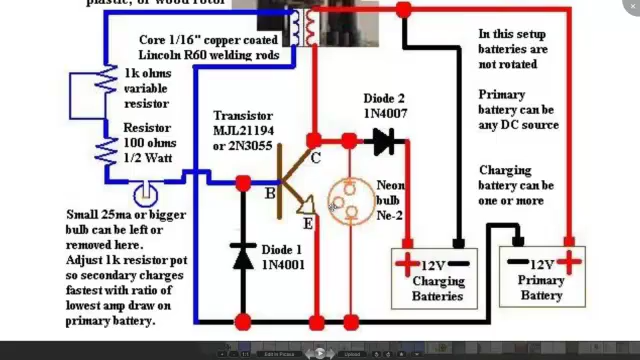 plastic, or wood rotor
Core 1/16" copper coated
Lincoln R60 welding rods
In this setup
batteries are
not rotated
1k ohms
variable
resistor
Transistor
MJL21194
or 2N3055
Diode 2
1N4007
Primary
battery can be
any DC source
Resistor
100 ohms
1/2 Watt
C
B
E
Neon
bulb
Ne-2
Charging
battery can be
one or more
Small 25ma or bigger
bulb can be left or
removed here.
Adjust 1k resistor pot
so secondary charges
fastest with ratio of
lowest amp draw on
primary battery.
Diode 1
1N4001
+ 12V -
Charging
Batteries
- 12V +
Primary
Battery